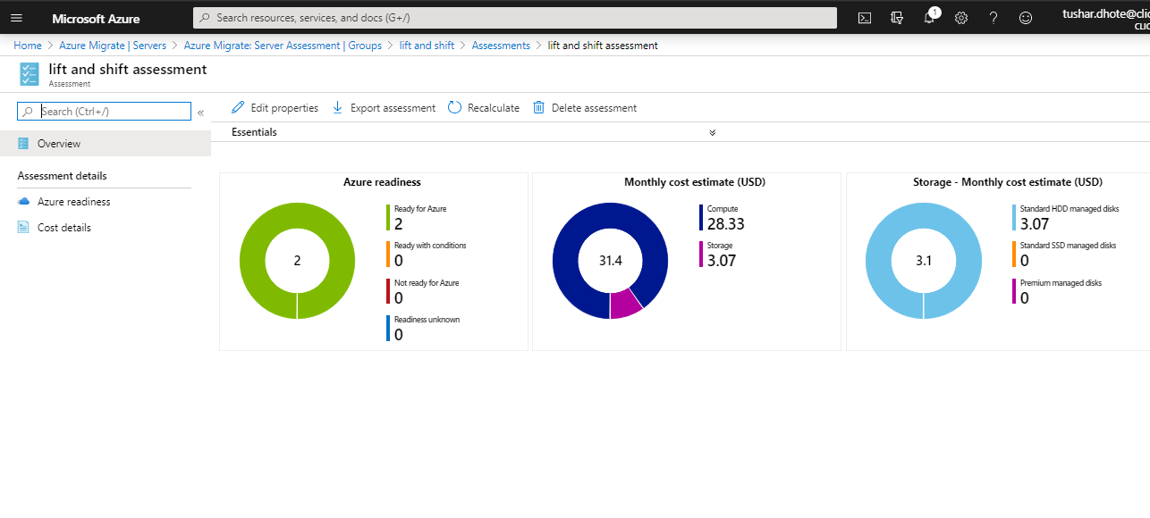 Microsoft Azure
Search resources, services, and docs (G+/)
1
tushar.dhote@clic
Home > Azure Migrate | Servers > Azure Migrate: Server Assessment | Groups > lift and shift > Assessments > lift and shift assessment
lift and shift assessment
Assessment
Search (Ctrl+/)
«
Overview
Assessment details
Azure readiness
Cost details
Edit properties
Export assessment
Recalculate
Delete assessment
Essentials
Azure readiness
2
Ready for Azure
2
Ready with conditions
0
Not ready for Azure
0
Readiness unknown
0
Monthly cost estimate (USD)
31.4
Compute
28.33
Storage
3.07
Storage - Monthly cost estimate (USD)
3.1
Standard HDD managed disks
3.07
Standard SSD managed disks
0
Premium managed disks
0